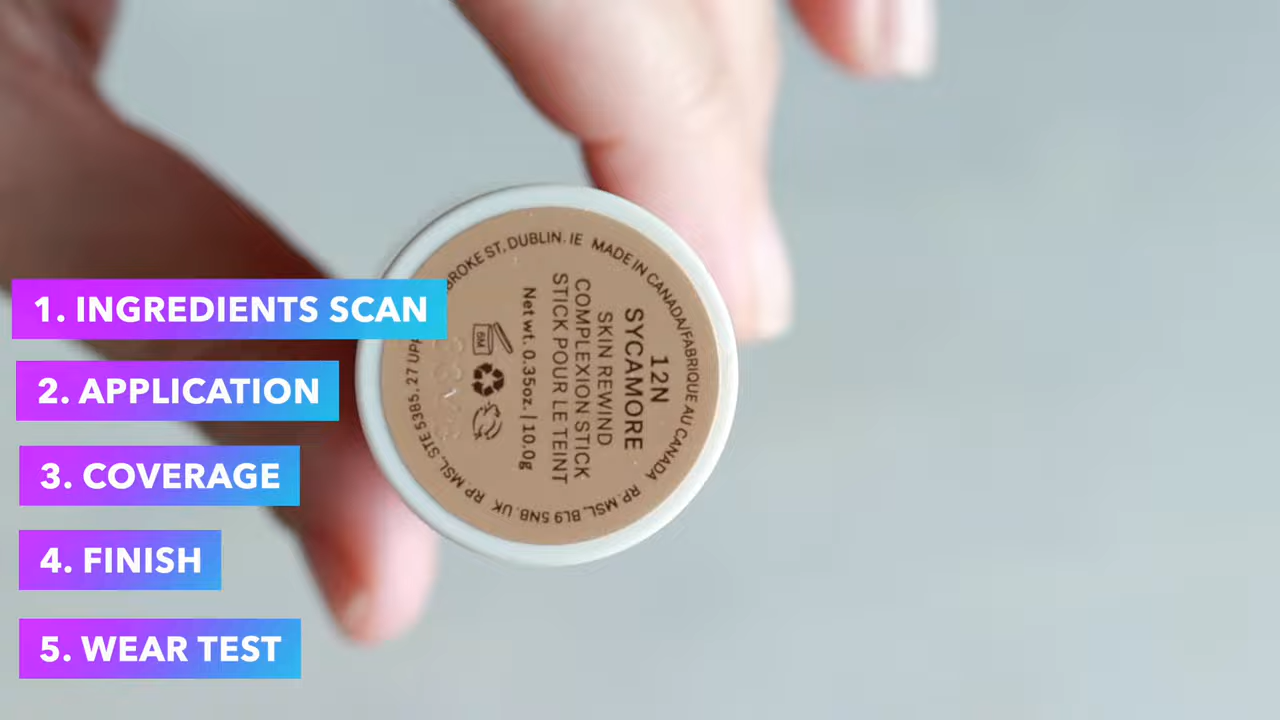 1. INGREDIENTS SCAN
2. APPLICATION
3. COVERAGE
4. FINISH
5. WEAR TEST
12N
SYCAMORE
SKIN REWIND
COMPLEXION STICK
STICK POUR LE TEINT
Net wt. 0.35oz. | 10.0g
6M
ST, DUBLIN. IE MADE IN CANADA/FABRIQUE AU CANADA RP. MSL. BL9 5NB. UK RP MSL. STE 5385, 27